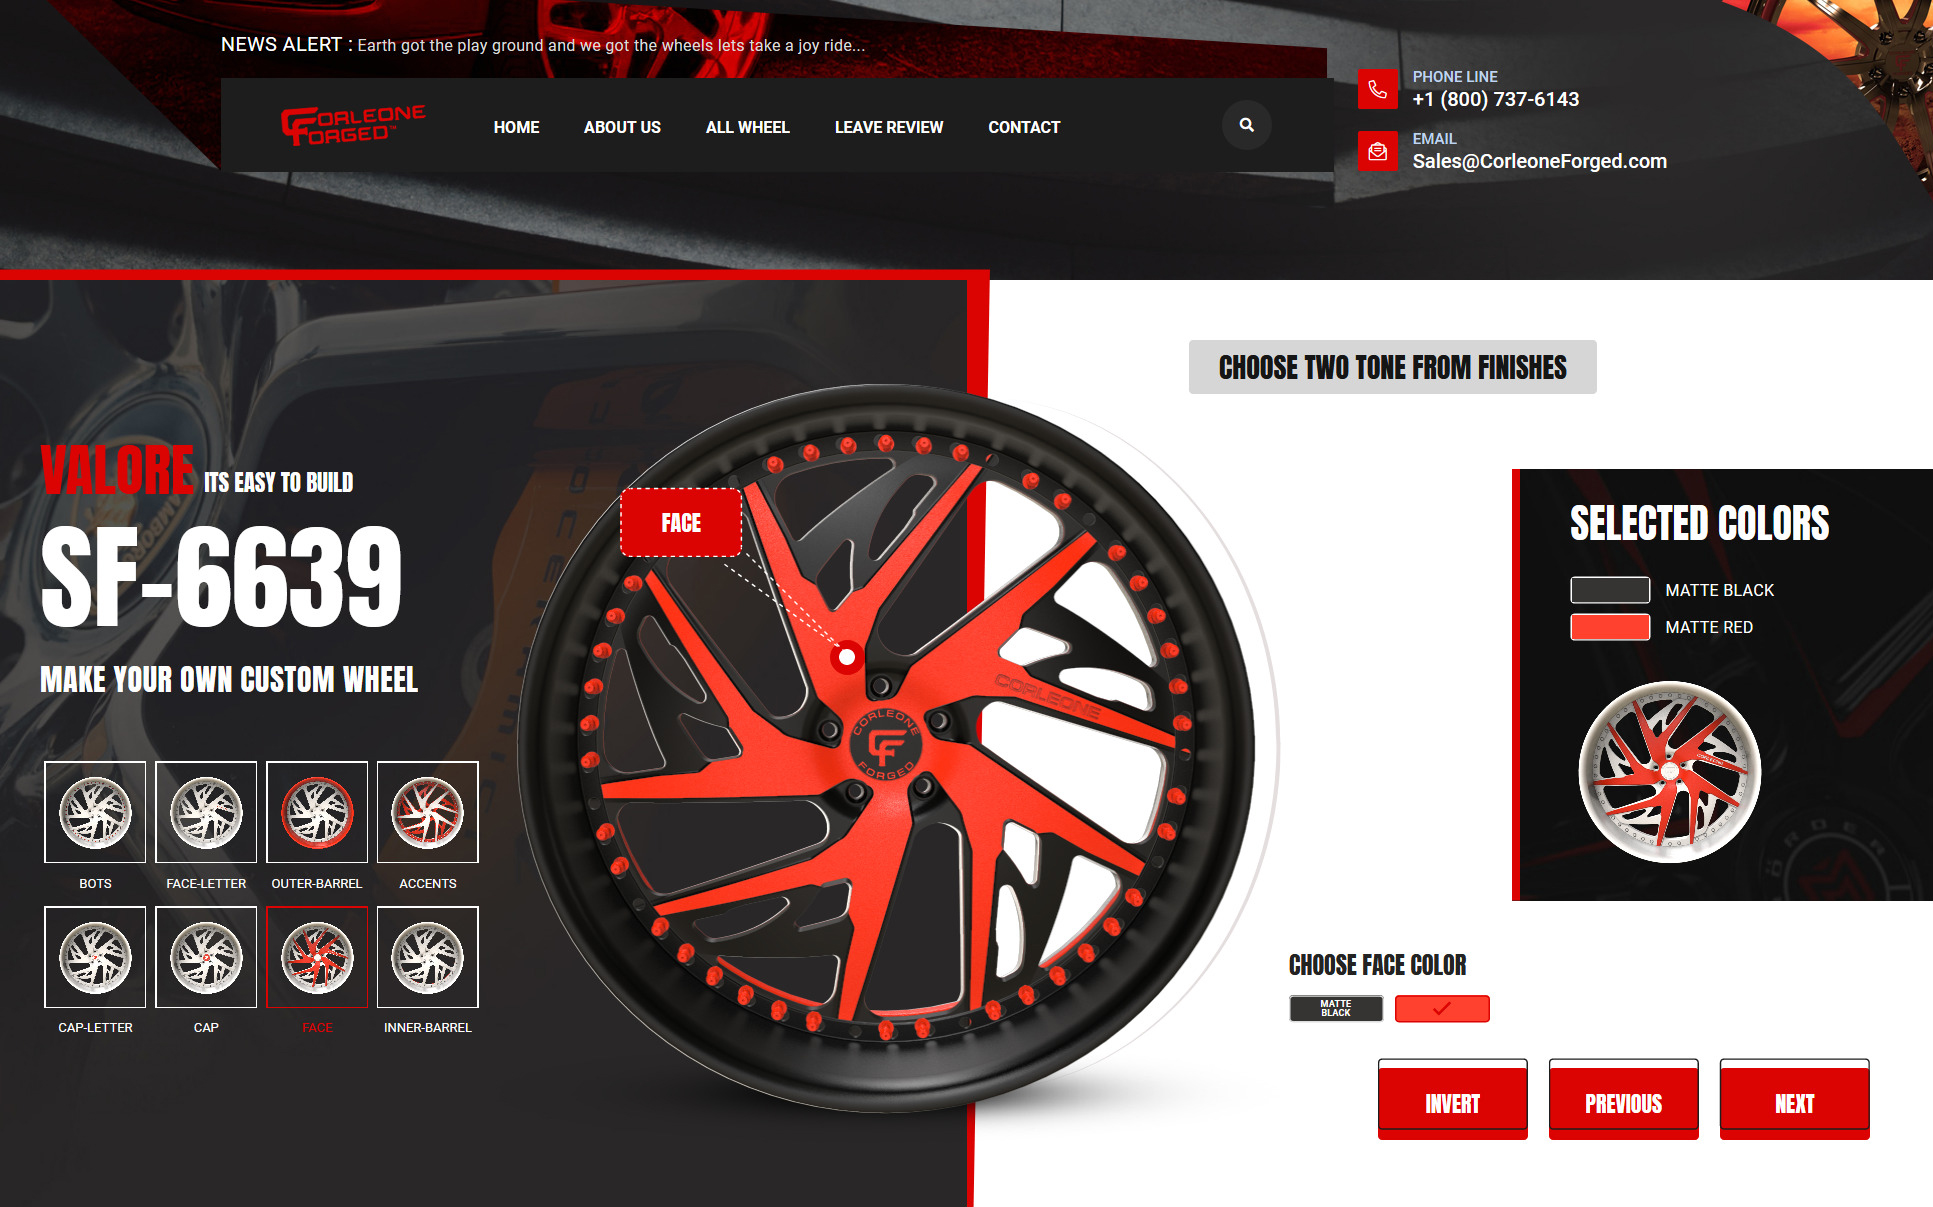 NEWS ALERT : Earth got the play ground and we got the wheels lets take a joy ride...
CORLEONE
FORGED™
HOME
ABOUT US
ALL WHEEL
LEAVE REVIEW
CONTACT
PHONE LINE
+1 (800) 737-6143
EMAIL
Sales@CorleoneForged.com
CHOOSE TWO TONE FROM FINISHES
VALORE ITS EASY TO BUILD
SF-6639
MAKE YOUR OWN CUSTOM WHEEL
BOTS
FACE-LETTER
OUTER-BARREL
ACCENTS
CAP-LETTER
CAP
FACE
INNER-BARREL
FACE
CORLEONE
CORLEONE
FORGED
SELECTED COLORS
MATTE BLACK
MATTE RED
CHOOSE FACE COLOR
MATTE
BLACK
INVERT
PREVIOUS
NEXT